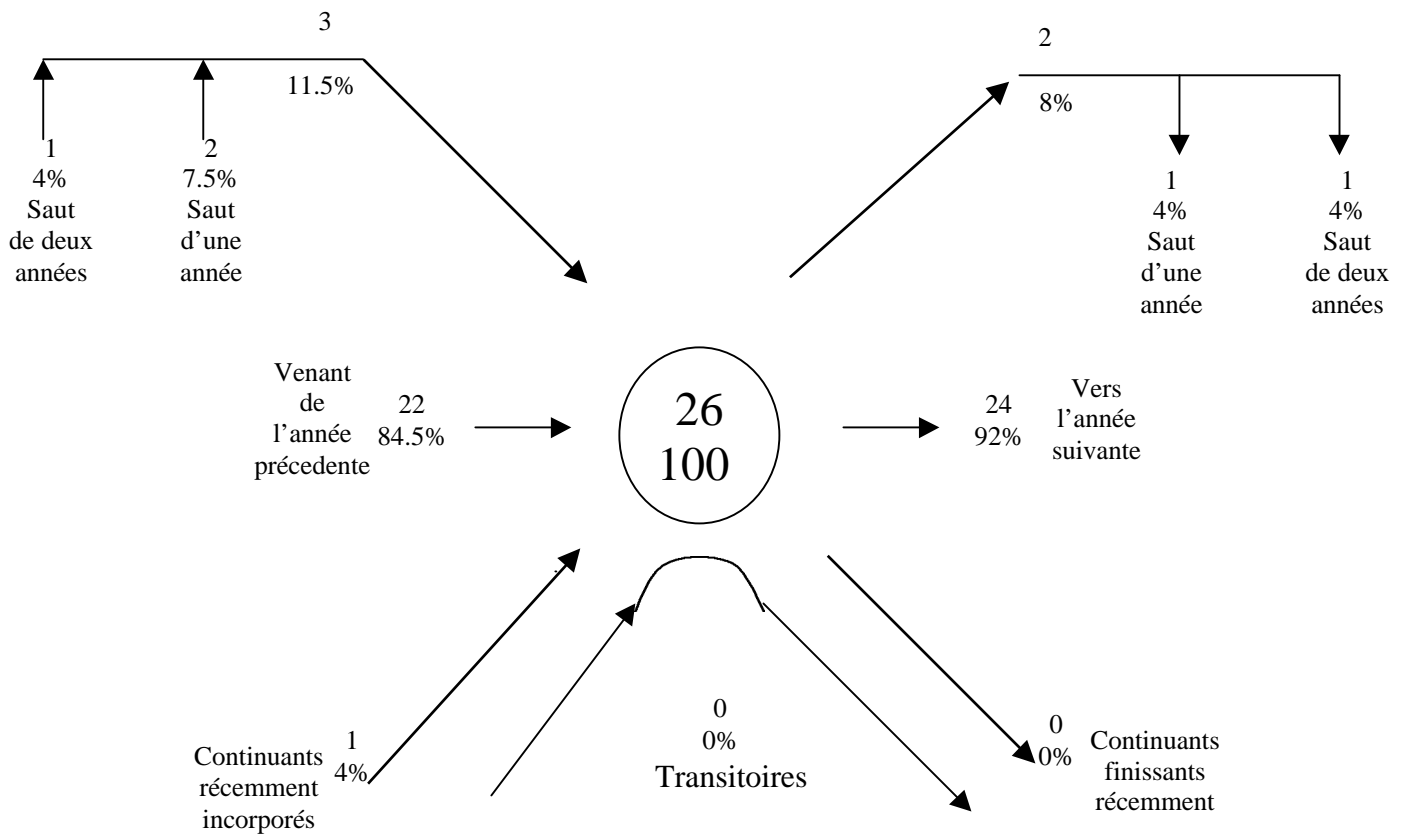 3
11.5%
1
4%
Saut
de deux
années
2
7.5%
Saut
d’une
année
2
8%
1
4%
Saut
d’une
année
1
4%
Saut
de deux
années
Venant
de
l’année
précedente
22
84.5%
26
100
24
92%
Vers
l’année
suivante
Continuants
récemment
incorporés
1
4%
0
0%
Transitoires
0
0%
Continuants
finissants
récemment